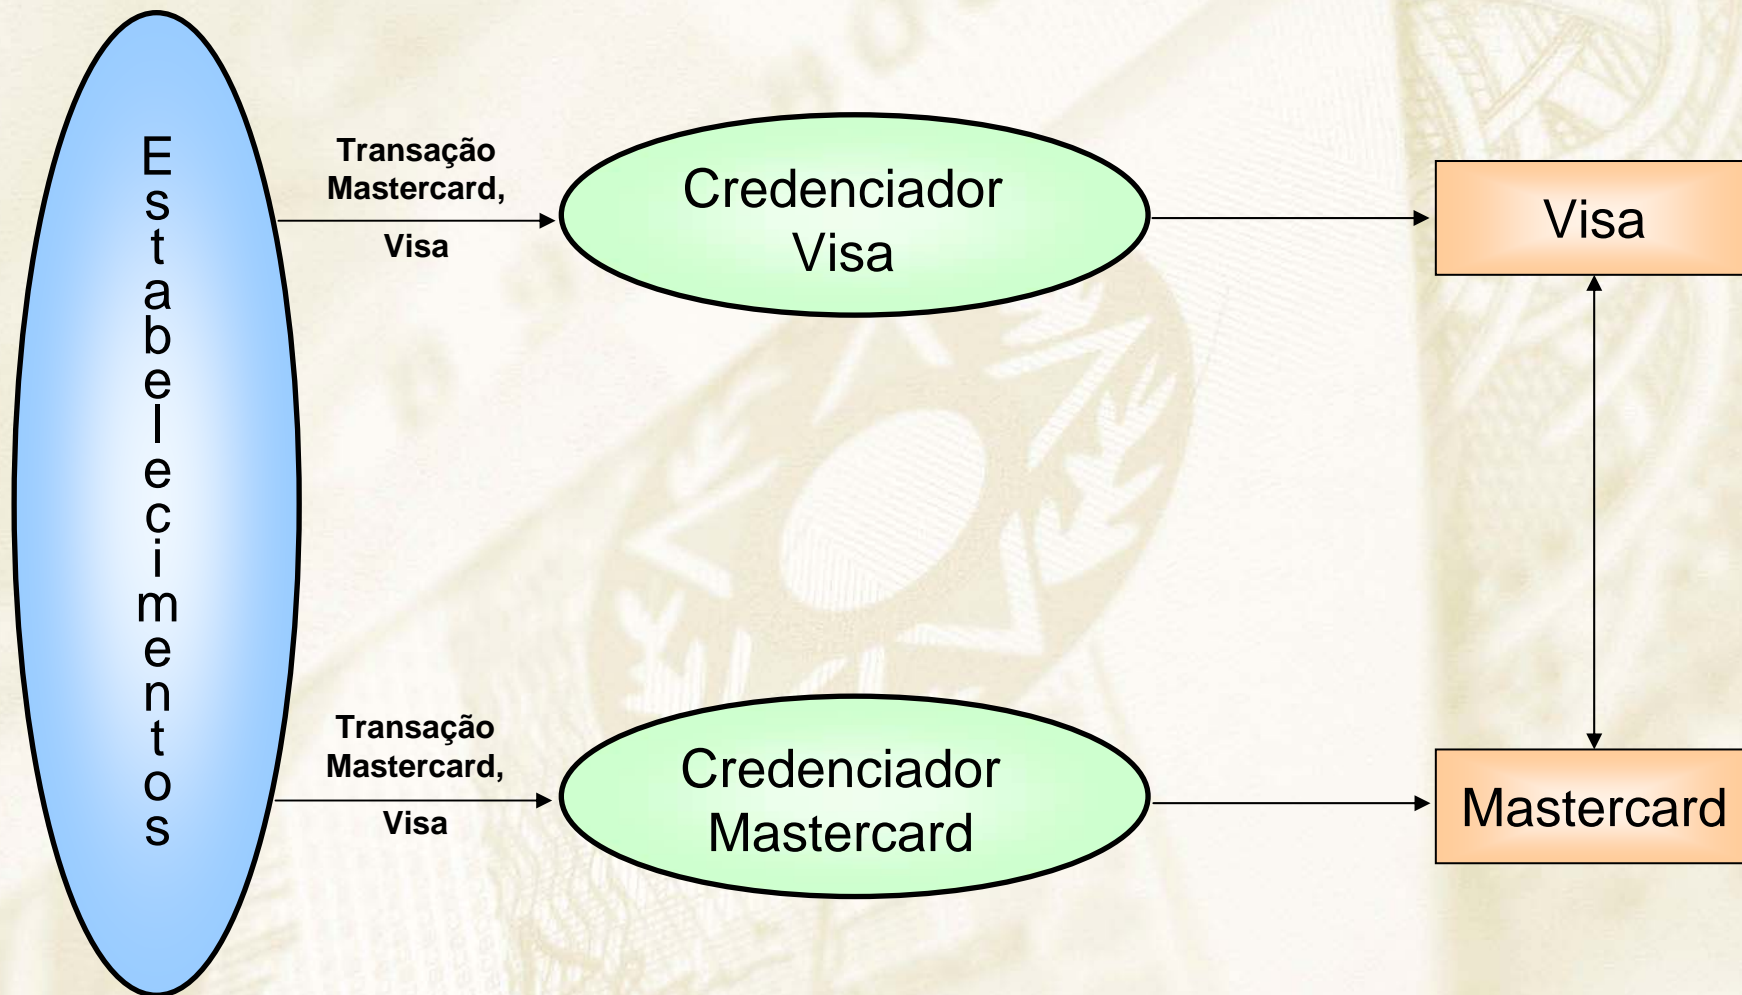 Estabelecimentos
Transação
Mastercard,
Visa
Credenciador
Visa
Visa
Transação
Mastercard,
Visa
Credenciador
Mastercard
Mastercard